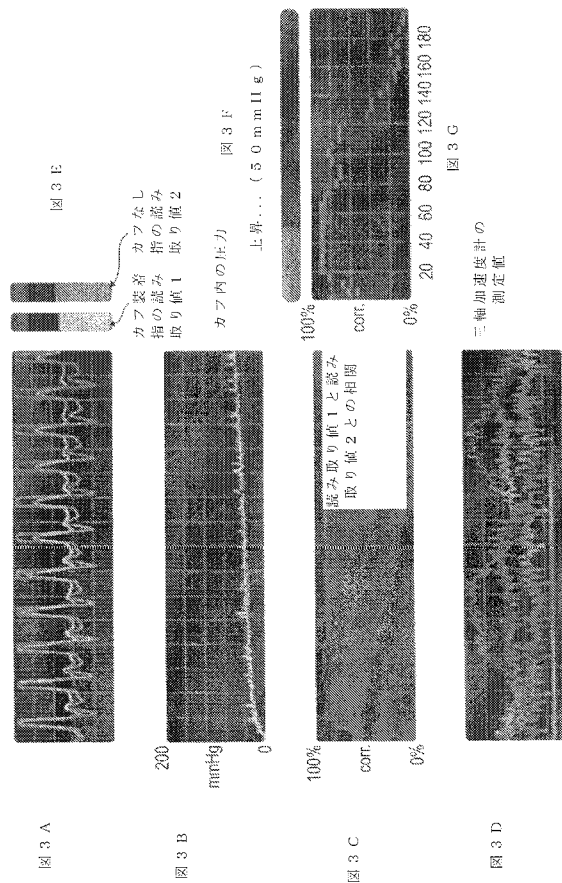 図３Ａ
図３Ｅ
カフ装着
指の読み
取り値１
カフなし
指の読み
取り値２
図３Ｂ
200
mmHg
0
カフ内の圧力
図３Ｆ
上昇...（５０ｍｍＨｇ）
図３Ｃ
100%
corr.
0%
読み取り値１と読み
取り値２との相関
100%
corr.
0%
20 40 60 80 100 120 140 160 180
図３Ｇ
図３Ｄ
三軸加速度計の
測定値